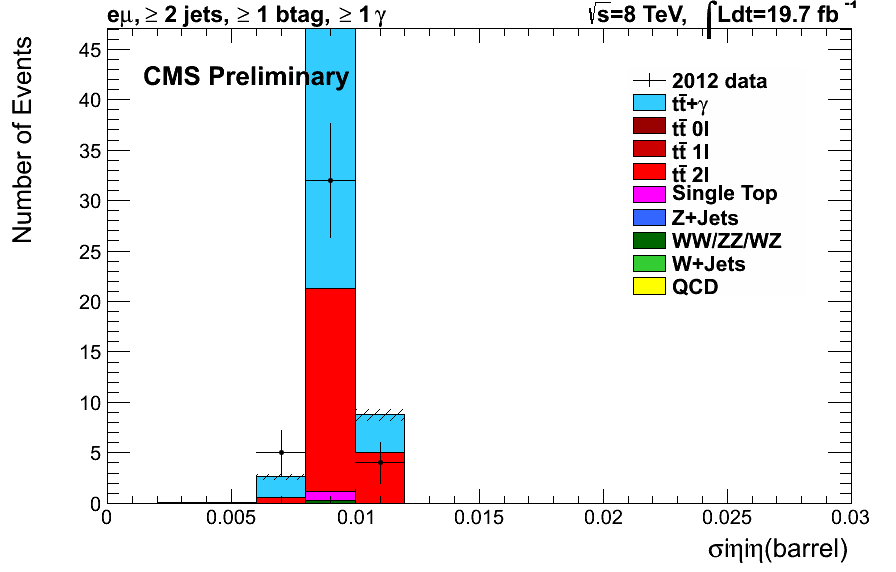 eμ, ≥ 2 jets, ≥ 1 btag, ≥ 1 γ
√s=8 TeV, ∫Ldt=19.7 fb⁻¹
CMS Preliminary
Number of Events
45
40
35
30
25
20
15
10
5
0
2012 data
tt̄+γ
tt̄ 0l
tt̄ 1l
tt̄ 2l
Single Top
Z+Jets
WW/ZZ/WZ
W+Jets
QCD
0 0.005 0.01 0.015 0.02 0.025 0.03
σiηiη(barrel)